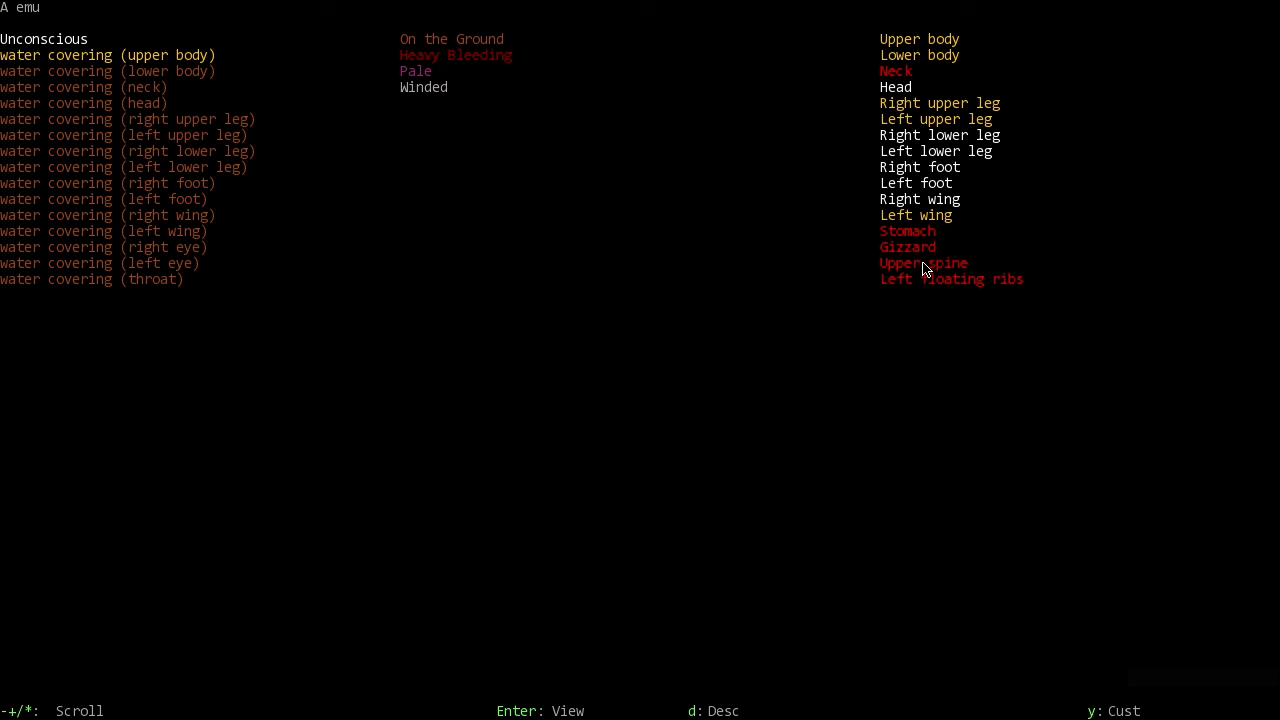 A emu
Unconscious On the Ground Upper body
water covering (upper body) Heavy Bleeding Lower body
water covering (lower body) Pale Neck
water covering (neck) Winded Head
water covering (head) Right upper leg
water covering (right upper leg) Left upper leg
water covering (left upper leg) Right lower leg
water covering (right lower leg) Left lower leg
water covering (left lower leg) Right foot
water covering (right foot) Left foot
water covering (left foot) Right wing
water covering (right wing) Left wing
water covering (left wing) Stomach
water covering (right eye) Gizzard
water covering (left eye) Upper spine
water covering (throat) Left floating ribs
-+/*: Scroll Enter: View d: Desc y: Cust